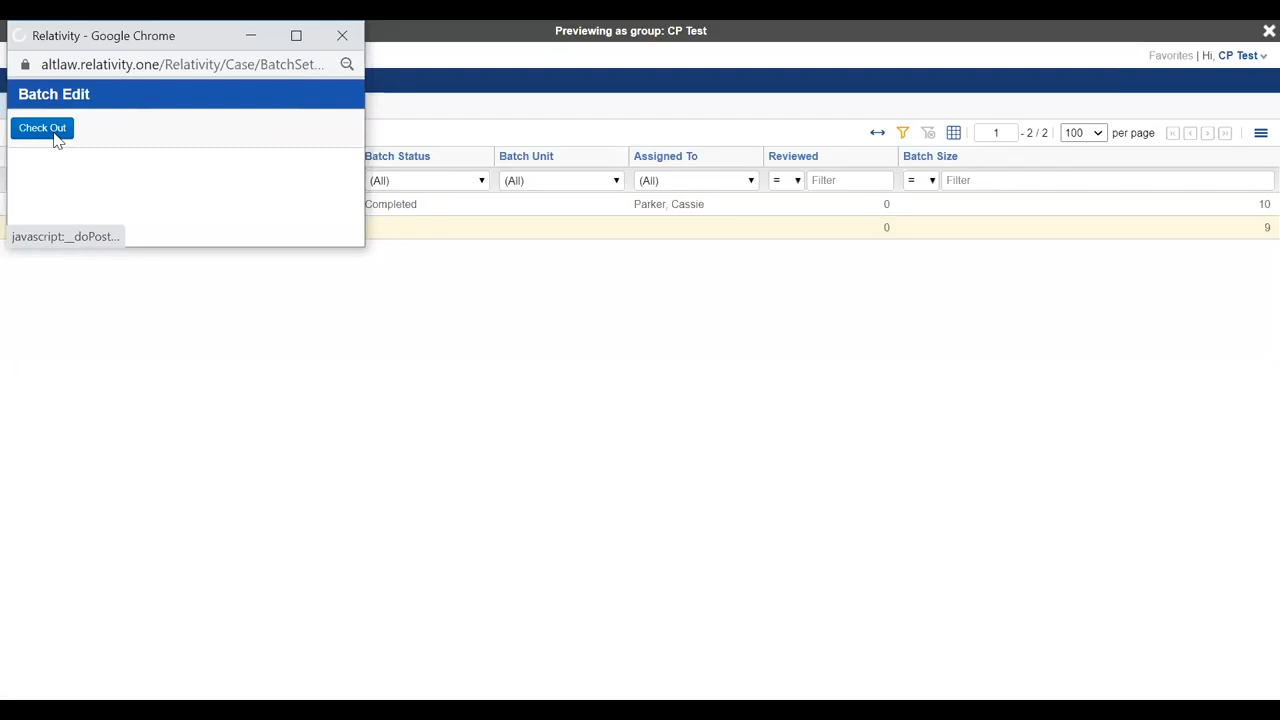 Previewing as group: CP Test
Relativity - Google Chrome
altlaw.relativity.one/Relativity/Case/BatchSet...
Favorites | Hi, CP Test
Batch Edit
Check Out
1 - 2 / 2 100 per page
Batch Status Batch Unit Assigned To Reviewed Batch Size
(All) (All) (All) = Filter = Filter
Completed Parker, Cassie 0 10
0 9
javascript:__doPost...